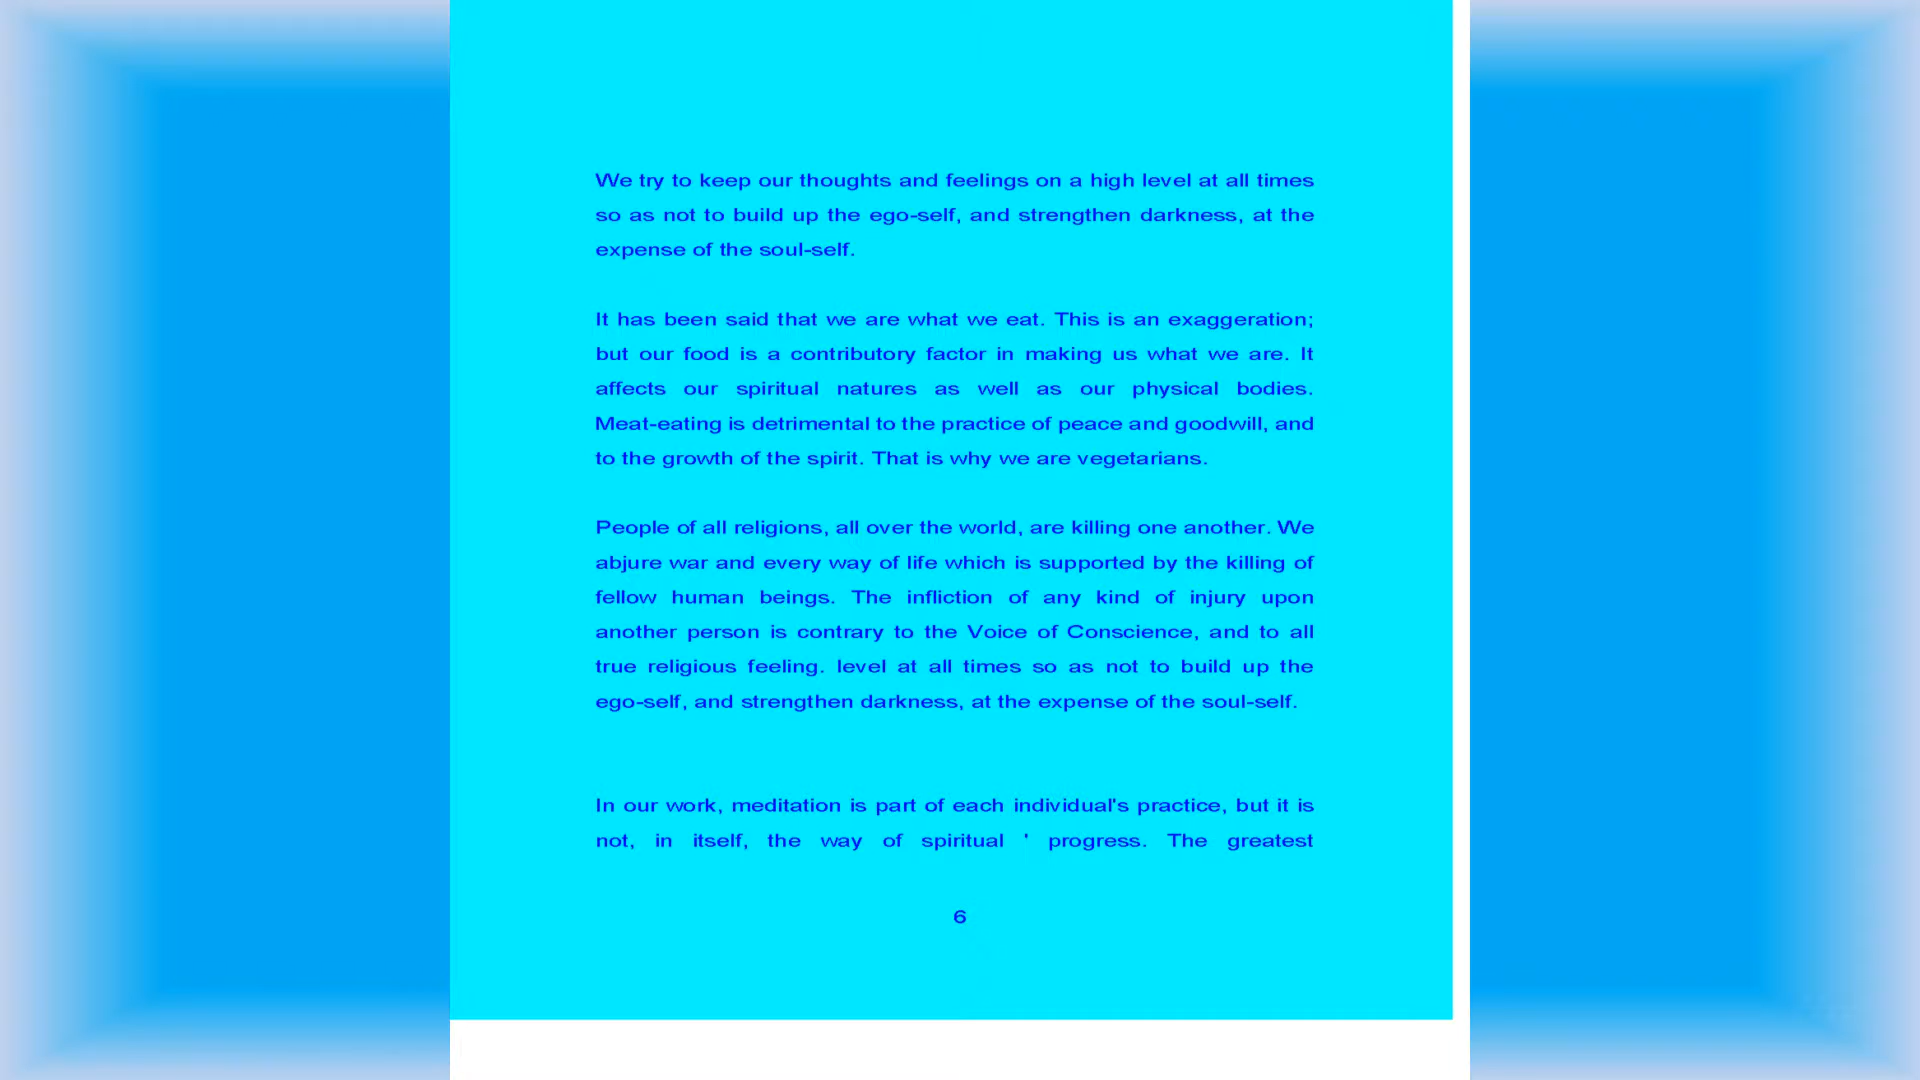 We try to keep our thoughts and feelings on a high level at all times
so as not to build up the ego-self, and strengthen darkness, at the
expense of the soul-self.
It has been said that we are what we eat. This is an exaggeration;
but our food is a contributory factor in making us what we are. It
affects our spiritual natures as well as our physical bodies.
Meat-eating is detrimental to the practice of peace and goodwill, and
to the growth of the spirit. That is why we are vegetarians.
People of all religions, all over the world, are killing one another. We
abjure war and every way of life which is supported by the killing of
fellow human beings. The infliction of any kind of injury upon
another person is contrary to the Voice of Conscience, and to all
true religious feeling. level at all times so as not to build up the
ego-self, and strengthen darkness, at the expense of the soul-self.
In our work, meditation is part of each individual's practice, but it is
not, in itself, the way of spiritual ' progress. The greatest
6